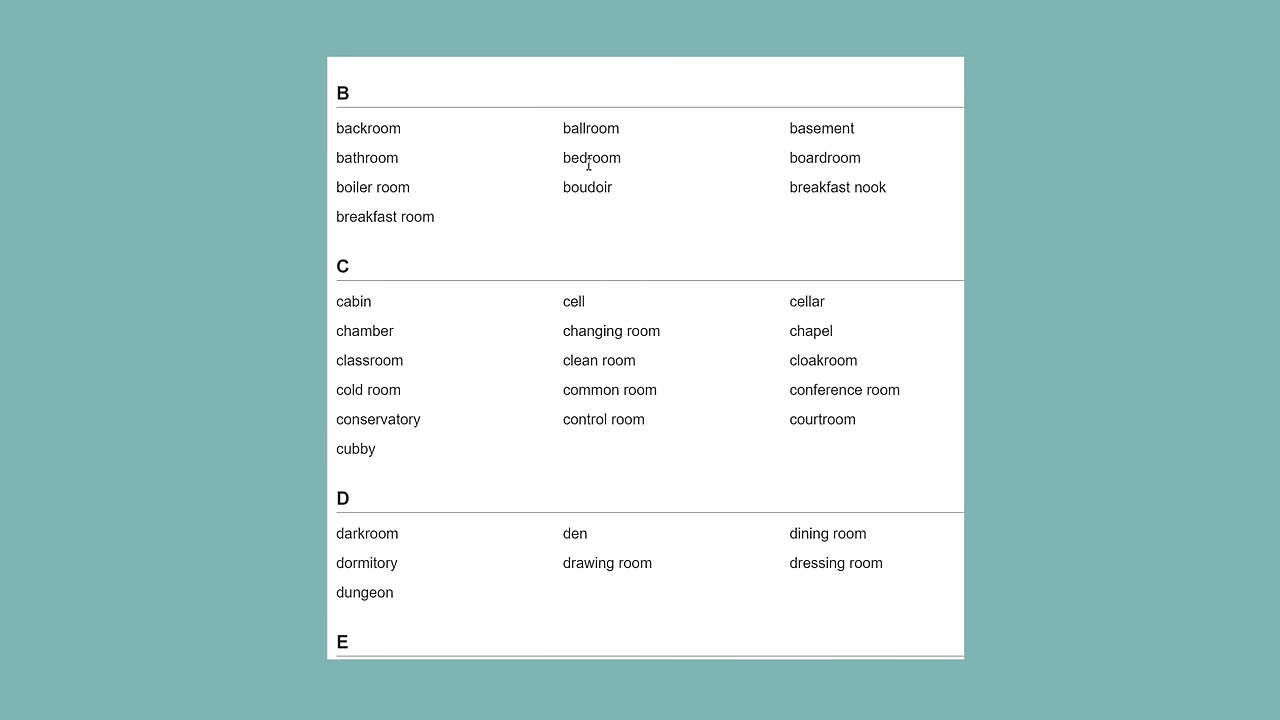 B
backroom ballroom basement
bathroom bedroom boardroom
boiler room boudoir breakfast nook
breakfast room
C
cabin cell cellar
chamber changing room chapel
classroom clean room cloakroom
cold room common room conference room
conservatory control room courtroom
cubby
D
darkroom den dining room
dormitory drawing room dressing room
dungeon
E